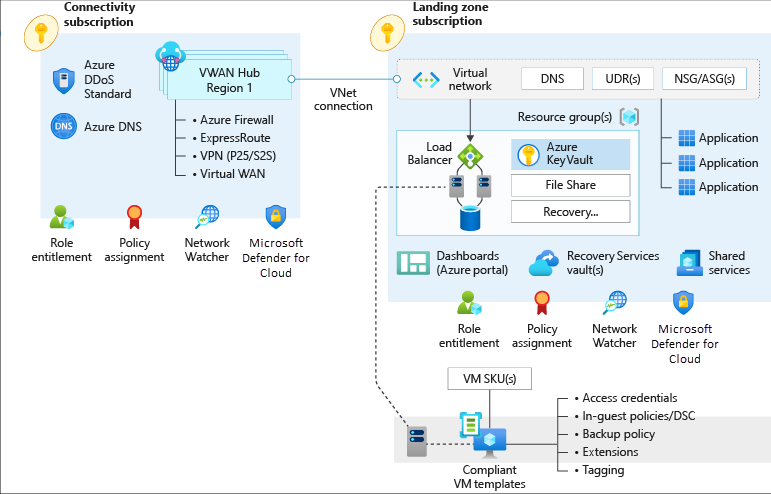 Connectivity
subscription
Azure
DDoS
Standard
DNS
Azure DNS
VWAN Hub
Region 1
• Azure Firewall
• ExpressRoute
• VPN (P25/S2S)
• Virtual WAN
VNet
connection
Role
entitlement
Policy
assignment
Network
Watcher
Microsoft
Defender for
Cloud
Landing zone
subscription
Virtual
network
DNS
UDR(s)
NSG/ASG(s)
Resource group(s)
Load
Balancer
Azure
KeyVault
File Share
Recovery...
Application
Application
Application
Dashboards
(Azure portal)
Recovery Services
vault(s)
Shared
services
Role
entitlement
Policy
assignment
Network
Watcher
Microsoft
Defender for
Cloud
VM SKU(s)
Compliant
VM templates
• Access credentials
• In-guest policies/DSC
• Backup policy
• Extensions
• Tagging